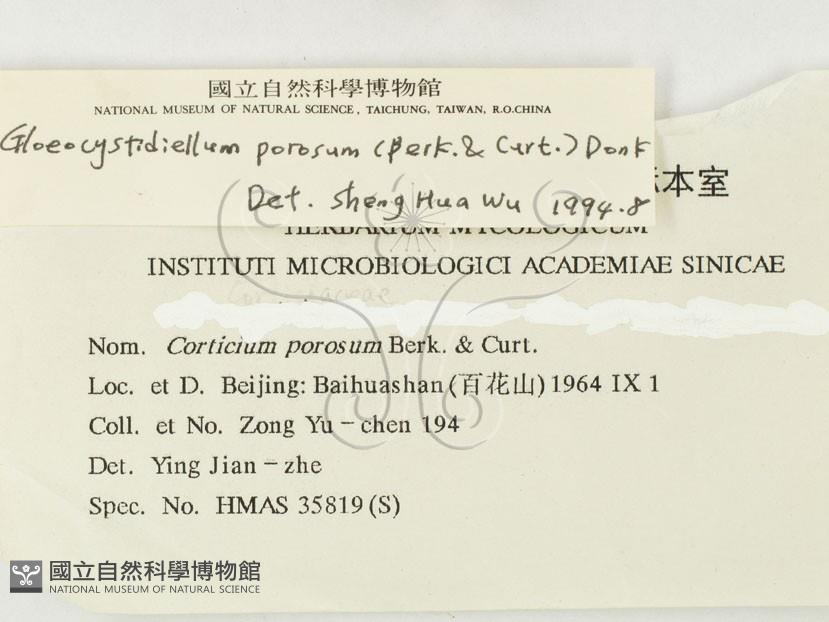 國立自然科學博物館
NATIONAL MUSEUM OF NATURAL SCIENCE, TAICHUNG, TAIWAN, R.O.CHINA
Gloeocystidiellum porosum (Berk. & Curt.) Donk
Det. Sheng Hua Wu 1994.8
本室
HERBARIUM MYCOLOGICUM
INSTITUTI MICROBIOLOGICI ACADEMIAE SINICAE
Nom. Corticium porosum Berk. & Curt.
Loc. et D. Beijing: Baihuashan (百花山) 1964 IX 1
Coll. et No. Zong Yu-chen 194
Det. Ying Jian-zhe
Spec. No. HMAS 35819 (S)
國立自然科學博物館
NATIONAL MUSEUM OF NATURAL SCIENCE